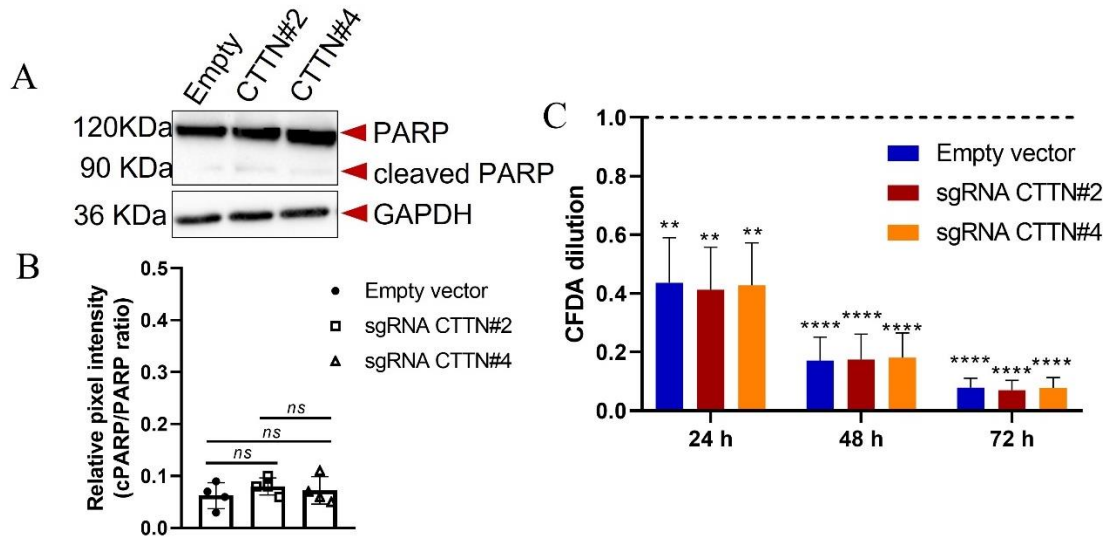 A
Empty
CTTN#2
CTTN#4
120KDa
PARP
90 KDa
cleaved PARP
36 KDa
GAPDH
B
Relative pixel intensity
(cPARP/PARP ratio)
0.5
0.4
0.3
0.2
0.1
0.0
Empty vector
sgRNA CTTN#2
sgRNA CTTN#4
ns
ns
ns
C
CFDA dilution
1.0
0.8
0.6
0.4
0.2
0.0
Empty vector
sgRNA CTTN#2
sgRNA CTTN#4
** ** **
**** **** ****
**** **** ****
24 h 48 h 72 h